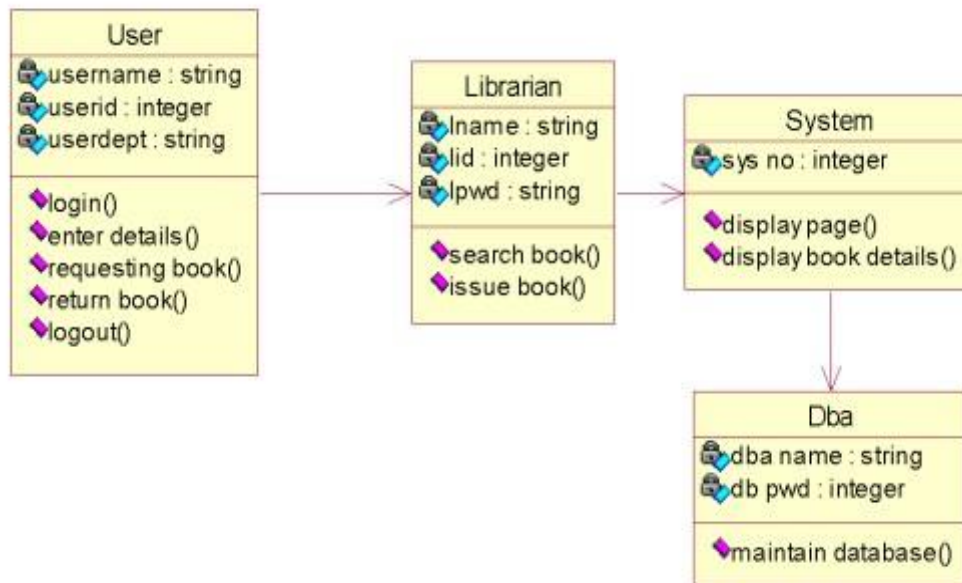 User
username : string
userid : integer
userdept : string
login()
enter details()
requesting book()
return book()
logout()
Librarian
lname : string
lid : integer
lpwd : string
search book()
issue book()
System
sys no : integer
display page()
display book details()
Dba
dba name : string
db pwd : integer
maintain database()